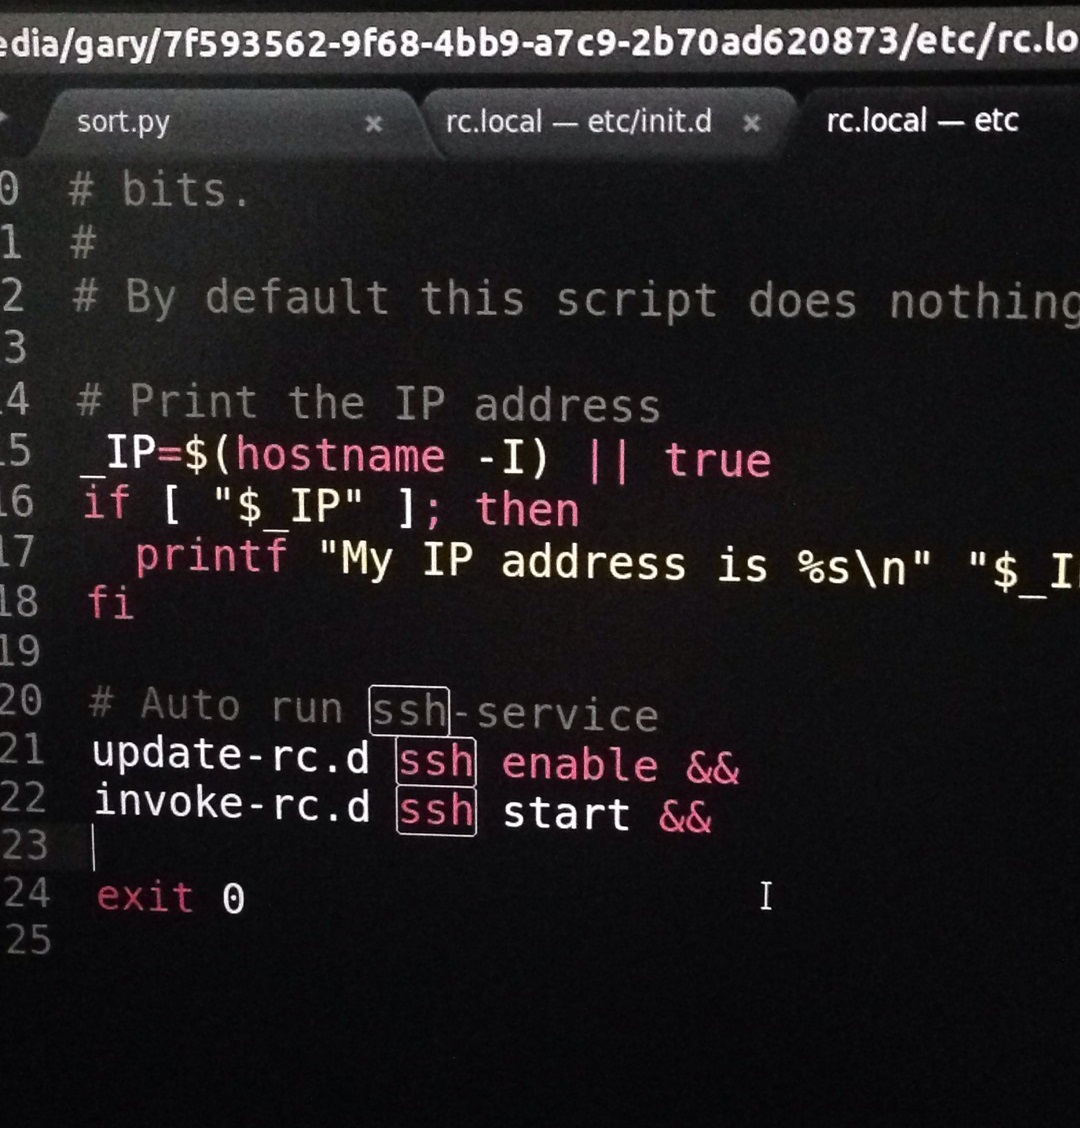 edia/gary/7f593562-9f68-4bb9-a7c9-2b70ad620873/etc/rc.lo
sort.py × rc.local — etc/init.d × rc.local — etc
0 # bits.
1 #
2 # By default this script does nothing
3
4 # Print the IP address
5 _IP=$(hostname -I) || true
16 if [ "$_IP" ]; then
17 printf "My IP address is %s\n" "$_I
18 fi
19
20 # Auto run ssh-service
21 update-rc.d ssh enable &&
22 invoke-rc.d ssh start &&
23
24 exit 0
25